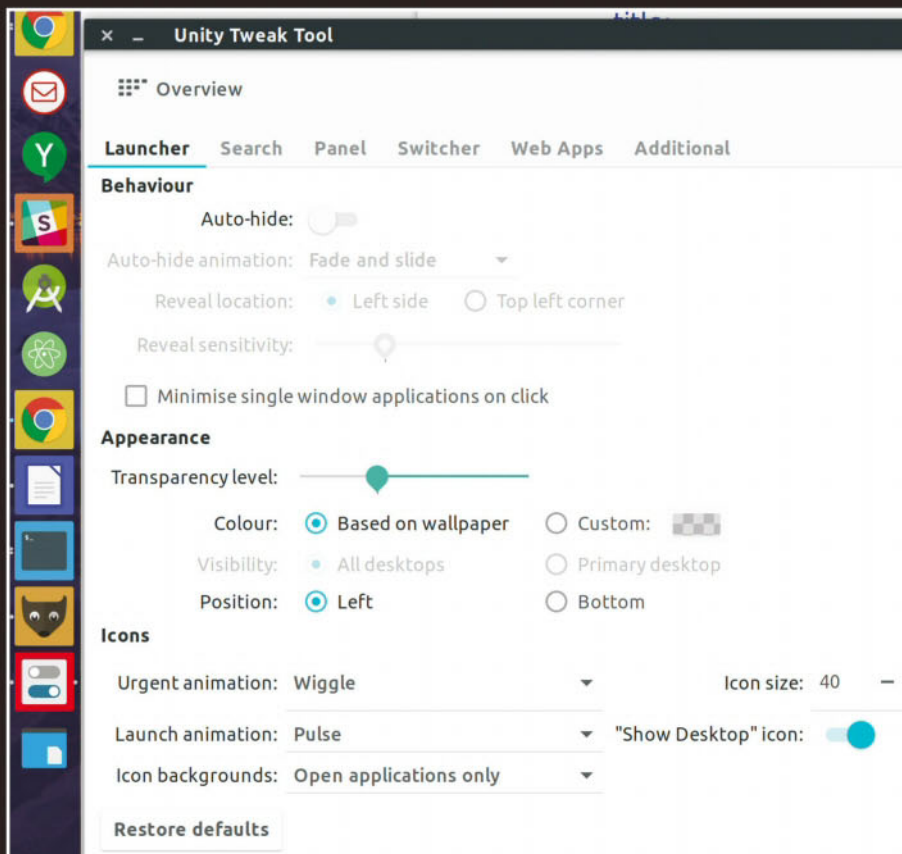 Unity Tweak Tool
Overview
Launcher Search Panel Switcher Web Apps Additional
Behaviour
Auto-hide:
Auto-hide animation: Fade and slide
Reveal location: Left side Top left corner
Reveal sensitivity:
Minimise single window applications on click
Appearance
Transparency level:
Colour: Based on wallpaper Custom:
Visibility: All desktops Primary desktop
Position: Left Bottom
Icons
Urgent animation: Wiggle Icon size: 40
Launch animation: Pulse "Show Desktop" icon:
Icon backgrounds: Open applications only
Restore defaults